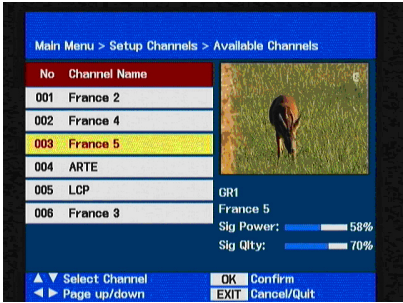 Main Menu > Setup Channels > Available Channels
No Channel Name
001 France 2
002 France 4
003 France 5
004 ARTE
005 LCP
006 France 3
GR1
France 5
Sig Power: 58%
Sig Qlty: 70%
▲ ▼ Select Channel
◄ ► Page up/down
OK Confirm
EXIT Cancel/Quit